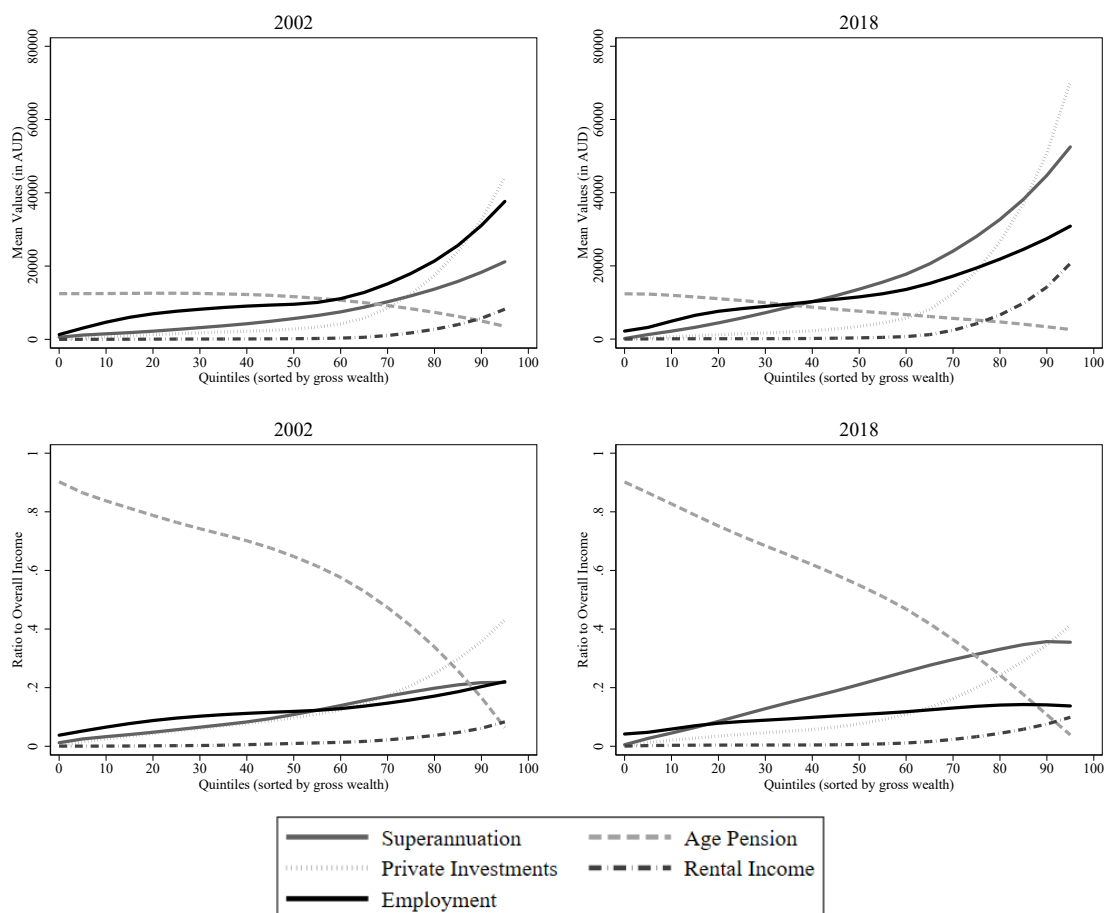 2002
2018
80000
60000
40000
20000
0
Mean Values (in AUD)
0 10 20 30 40 50 60 70 80 90 100
Quintiles (sorted by gross wealth)
80000
60000
40000
20000
0
Mean Values (in AUD)
0 10 20 30 40 50 60 70 80 90 100
Quintiles (sorted by gross wealth)
2002
2018
1
.8
.6
.4
.2
0
Ratio to Overall Income
0 10 20 30 40 50 60 70 80 90 100
Quintiles (sorted by gross wealth)
1
.8
.6
.4
.2
0
Ratio to Overall Income
0 10 20 30 40 50 60 70 80 90 100
Quintiles (sorted by gross wealth)
Superannuation
Age Pension
Private Investments
Rental Income
Employment